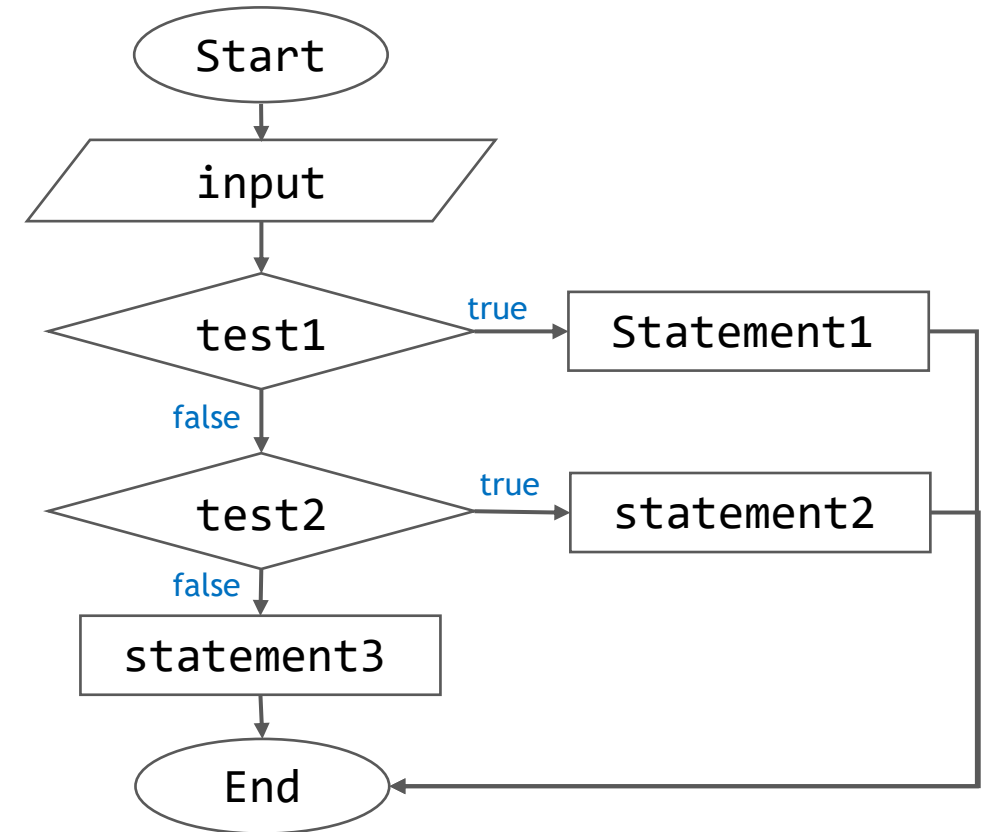 Start
input
test1
true
Statement1
false
test2
true
statement2
false
statement3
End